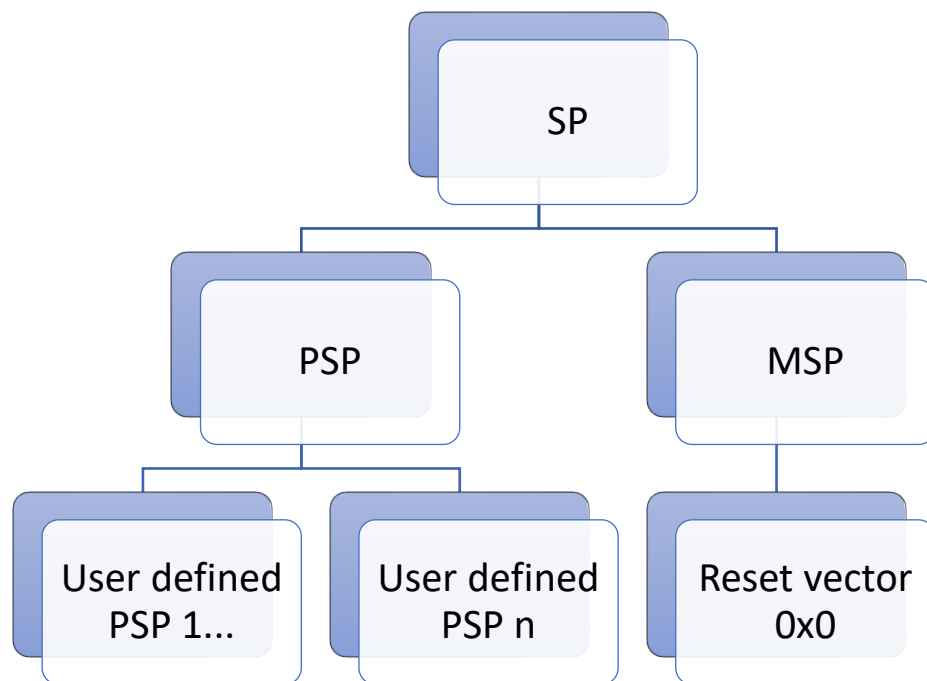 SP
PSP
MSP
User defined
PSP 1...
User defined
PSP n
Reset vector
0x0